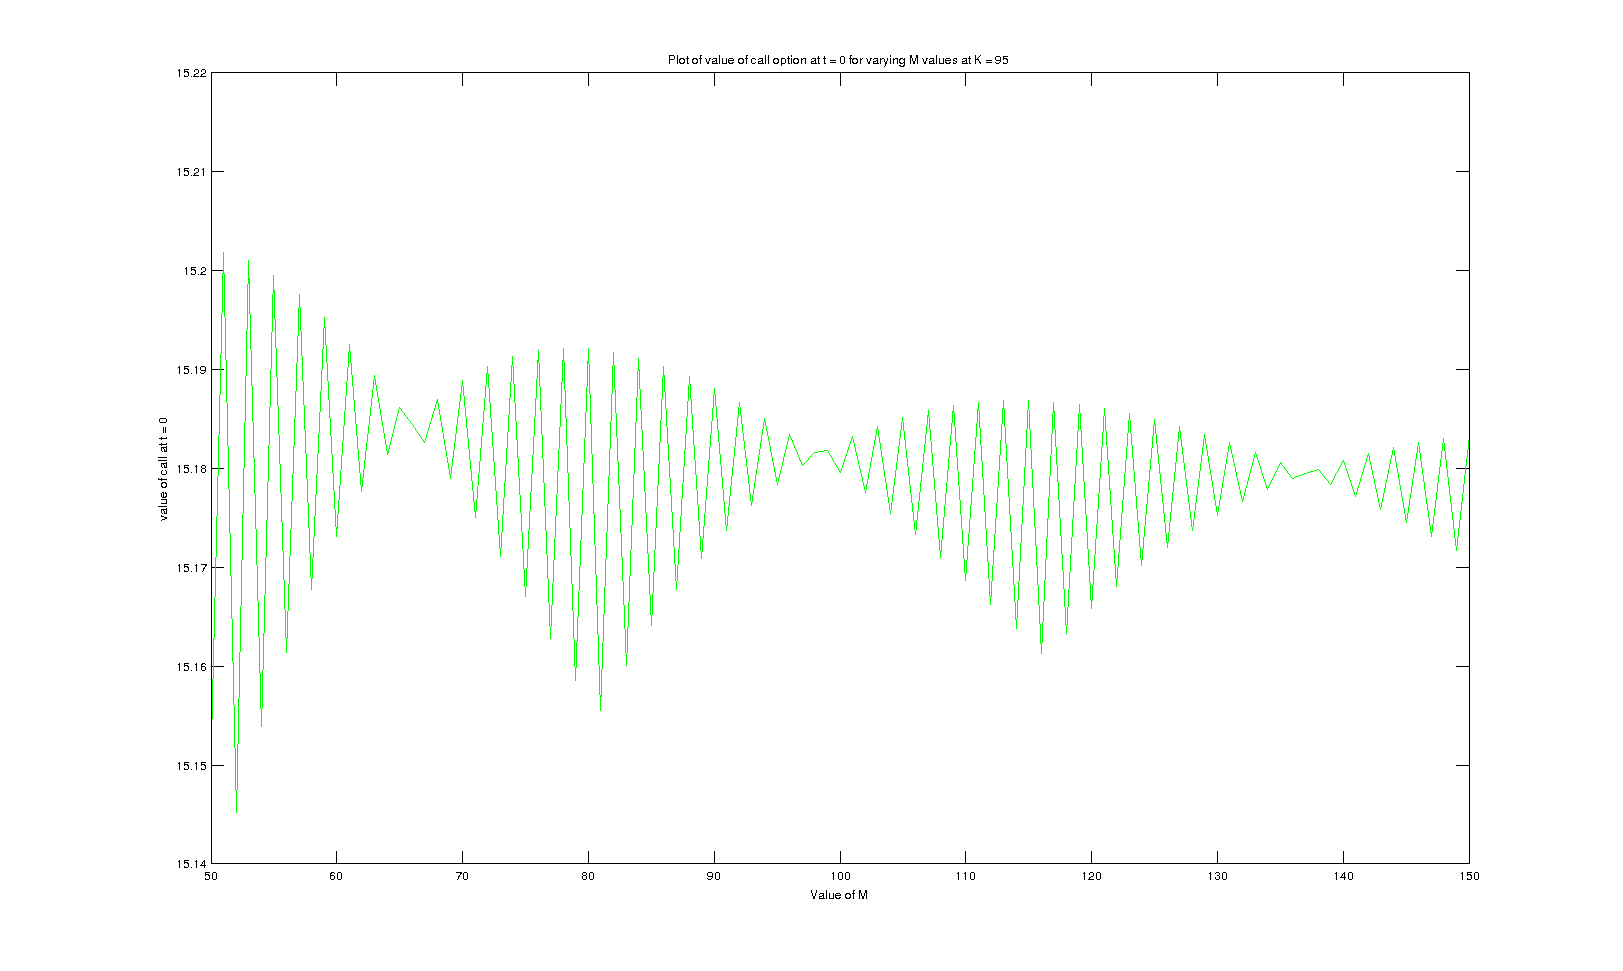 Plot of value of call option at t = 0 for varying M values at K = 95
15.22
15.21
15.2
15.19
15.18
15.17
15.16
15.15
15.14
value of call at t = 0
50 60 70 80 90 100 110 120 130 140 150
Value of M